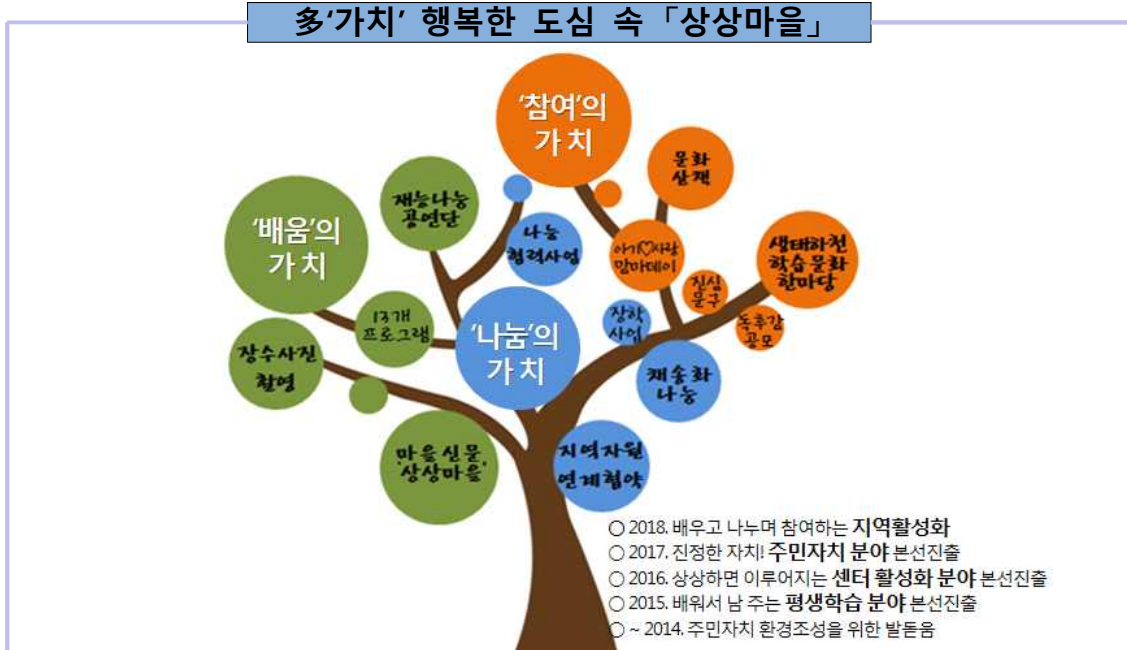 多‘가치’ 행복한 도심 속 「상상마을」
‘참여’의
가 치
문화
산책
재능나눔
공연단
나눔
협력사업
‘배움’의
가 치
아기♡사랑
맘마데이
생태하천
학습문화
한마당
진심
문구
13개
프로그램
장학
사업
독후감
공모
‘나눔’의
가 치
장수사진
촬영
채송화
나눔
마을신문
‘상상마을’
지역자원
연계협약
○ 2018. 배우고 나누며 참여하는 지역활성화
○ 2017. 진정한 자치! 주민자치 분야 본선진출
○ 2016. 상상하면 이루어지는 센터 활성화 분야 본선진출
○ 2015. 배워서 남 주는 평생학습 분야 본선진출
○ ~ 2014. 주민자치 환경조성을 위한 발돋움